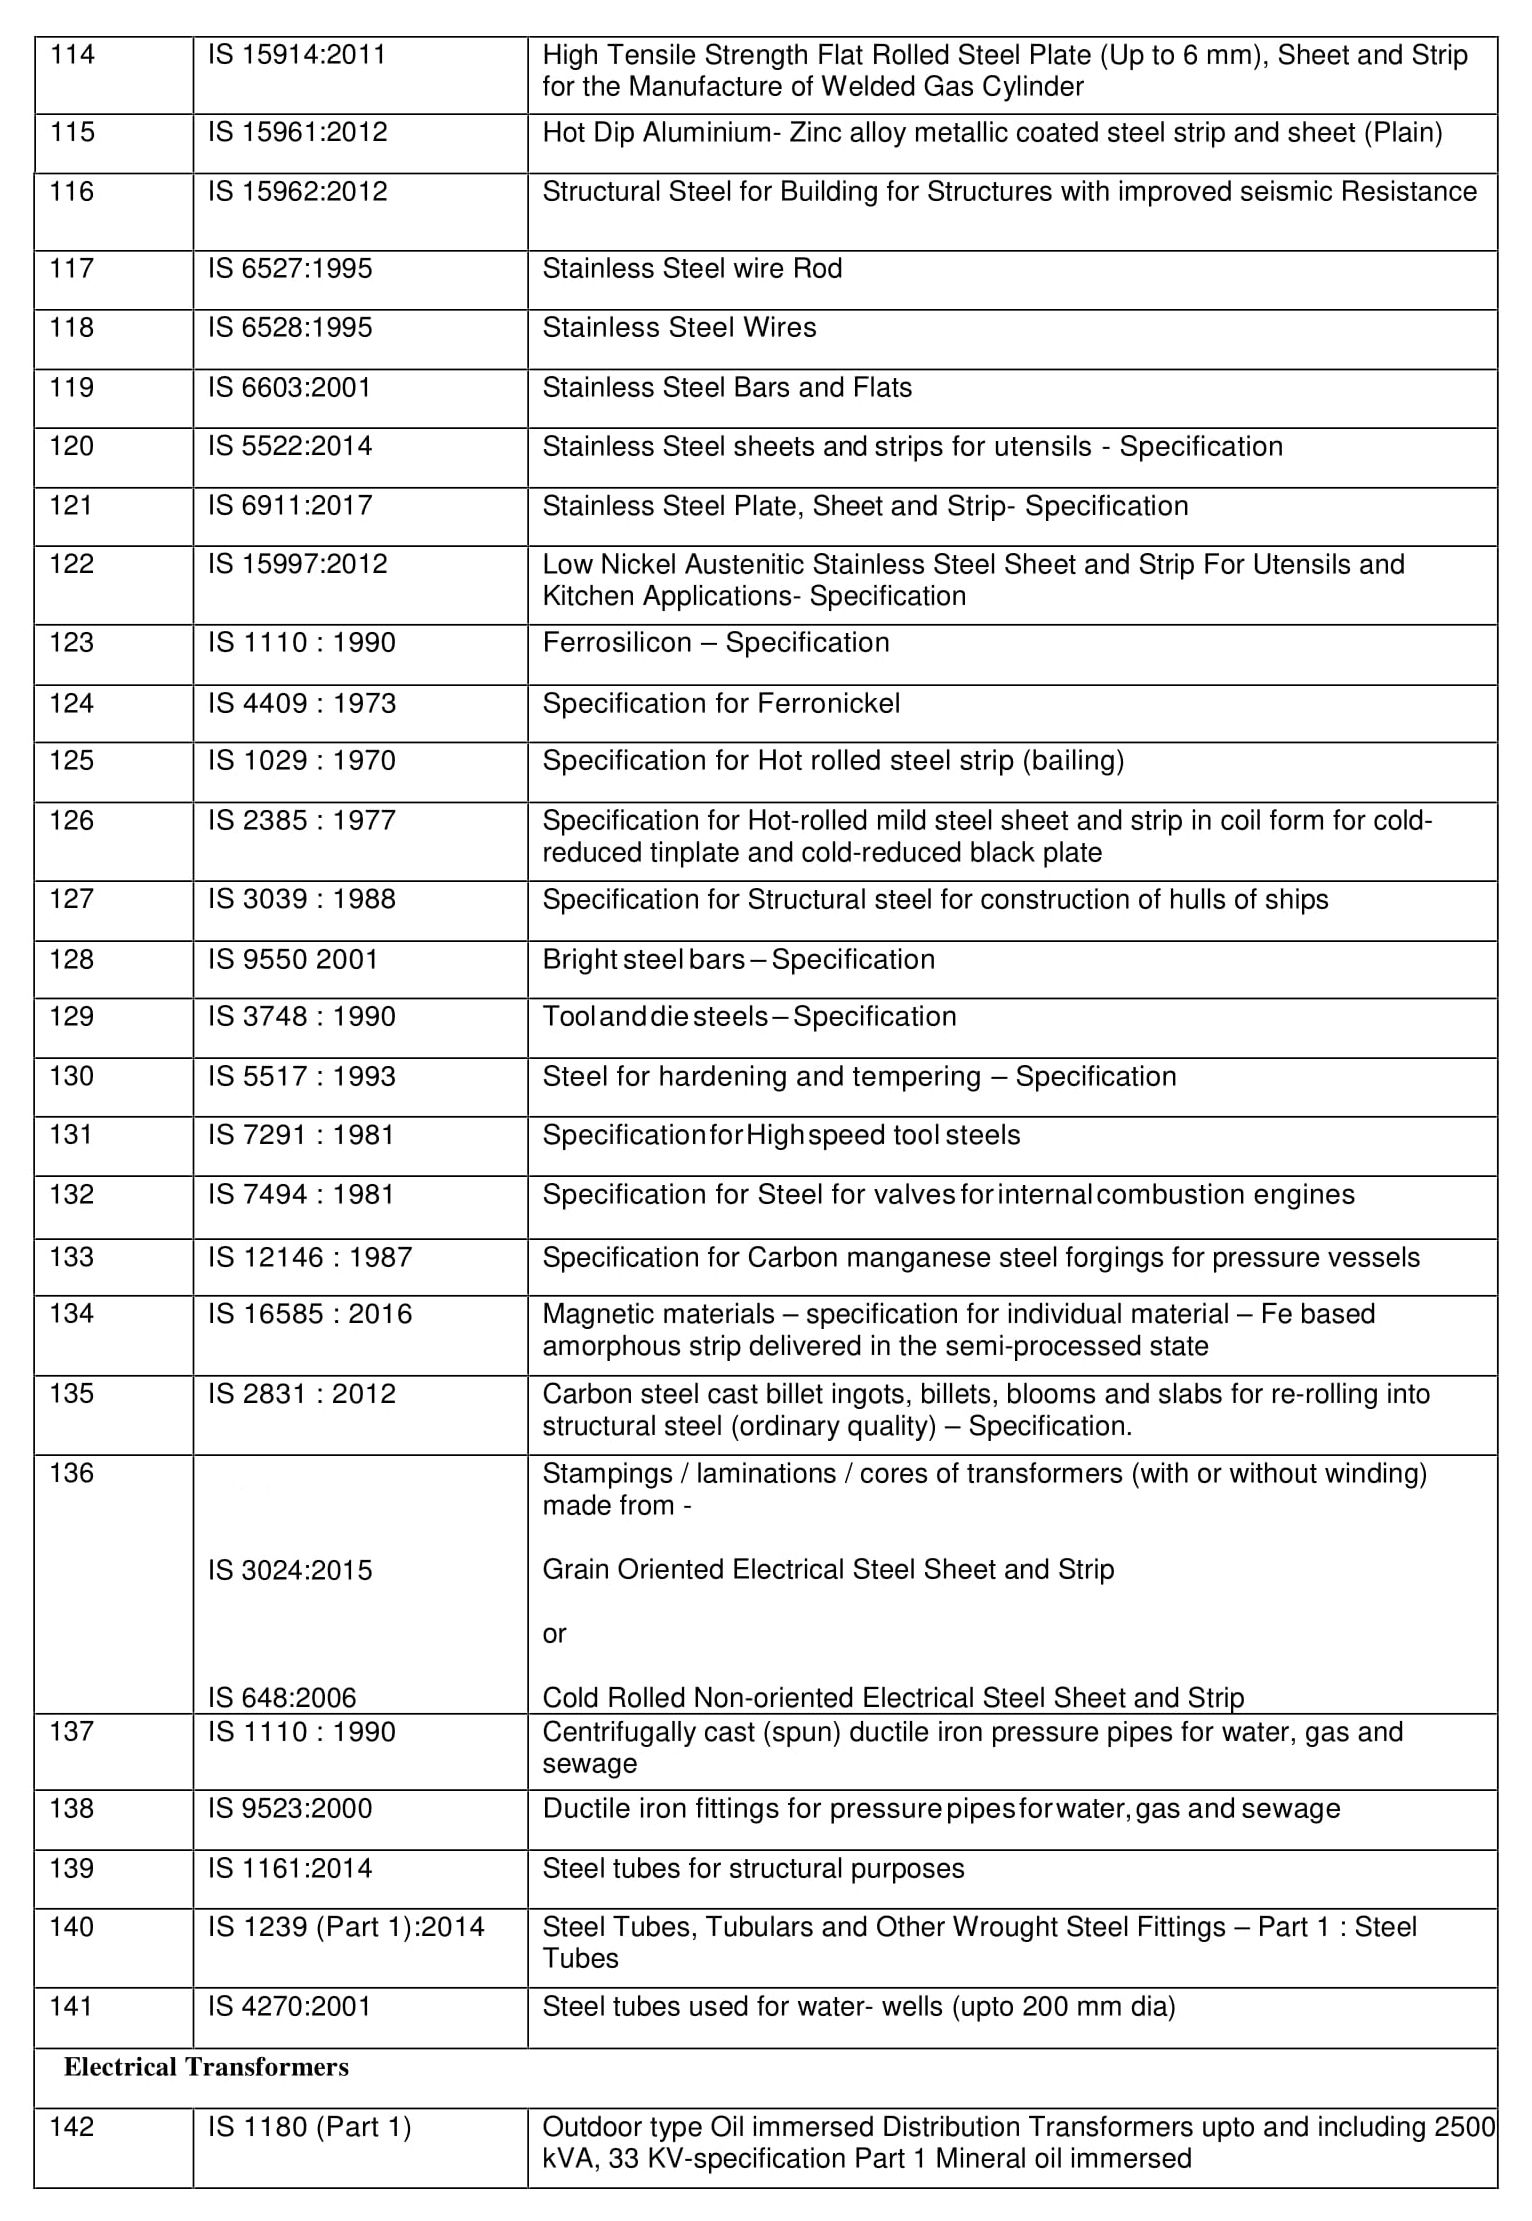 114 IS 15914:2011 High Tensile Strength Flat Rolled Steel Plate (Up to 6 mm), Sheet and Strip
for the Manufacture of Welded Gas Cylinder
115 IS 15961:2012 Hot Dip Aluminium- Zinc alloy metallic coated steel strip and sheet (Plain)
116 IS 15962:2012 Structural Steel for Building for Structures with improved seismic Resistance
117 IS 6527:1995 Stainless Steel wire Rod
118 IS 6528:1995 Stainless Steel Wires
119 IS 6603:2001 Stainless Steel Bars and Flats
120 IS 5522:2014 Stainless Steel sheets and strips for utensils - Specification
121 IS 6911:2017 Stainless Steel Plate, Sheet and Strip- Specification
122 IS 15997:2012 Low Nickel Austenitic Stainless Steel Sheet and Strip For Utensils and
Kitchen Applications- Specification
123 IS 1110 : 1990 Ferrosilicon – Specification
124 IS 4409 : 1973 Specification for Ferronickel
125 IS 1029 : 1970 Specification for Hot rolled steel strip (bailing)
126 IS 2385 : 1977 Specification for Hot-rolled mild steel sheet and strip in coil form for cold-
reduced tinplate and cold-reduced black plate
127 IS 3039 : 1988 Specification for Structural steel for construction of hulls of ships
128 IS 9550 2001 Bright steel bars – Specification
129 IS 3748 : 1990 Tool and die steels – Specification
130 IS 5517 : 1993 Steel for hardening and tempering – Specification
131 IS 7291 : 1981 Specification for High speed tool steels
132 IS 7494 : 1981 Specification for Steel for valves for internal combustion engines
133 IS 12146 : 1987 Specification for Carbon manganese steel forgings for pressure vessels
134 IS 16585 : 2016 Magnetic materials – specification for individual material – Fe based
amorphous strip delivered in the semi-processed state
135 IS 2831 : 2012 Carbon steel cast billet ingots, billets, blooms and slabs for re-rolling into
structural steel (ordinary quality) – Specification.
136 Stampings / laminations / cores of transformers (with or without winding)
made from -
IS 3024:2015 Grain Oriented Electrical Steel Sheet and Strip
or
IS 648:2006 Cold Rolled Non-oriented Electrical Steel Sheet and Strip
137 IS 1110 : 1990 Centrifugally cast (spun) ductile iron pressure pipes for water, gas and
sewage
138 IS 9523:2000 Ductile iron fittings for pressure pipes for water, gas and sewage
139 IS 1161:2014 Steel tubes for structural purposes
140 IS 1239 (Part 1):2014 Steel Tubes, Tubulars and Other Wrought Steel Fittings – Part 1 : Steel
Tubes
141 IS 4270:2001 Steel tubes used for water- wells (upto 200 mm dia)
Electrical Transformers
142 IS 1180 (Part 1) Outdoor type Oil immersed Distribution Transformers upto and including 2500
kVA, 33 KV-specification Part 1 Mineral oil immersed